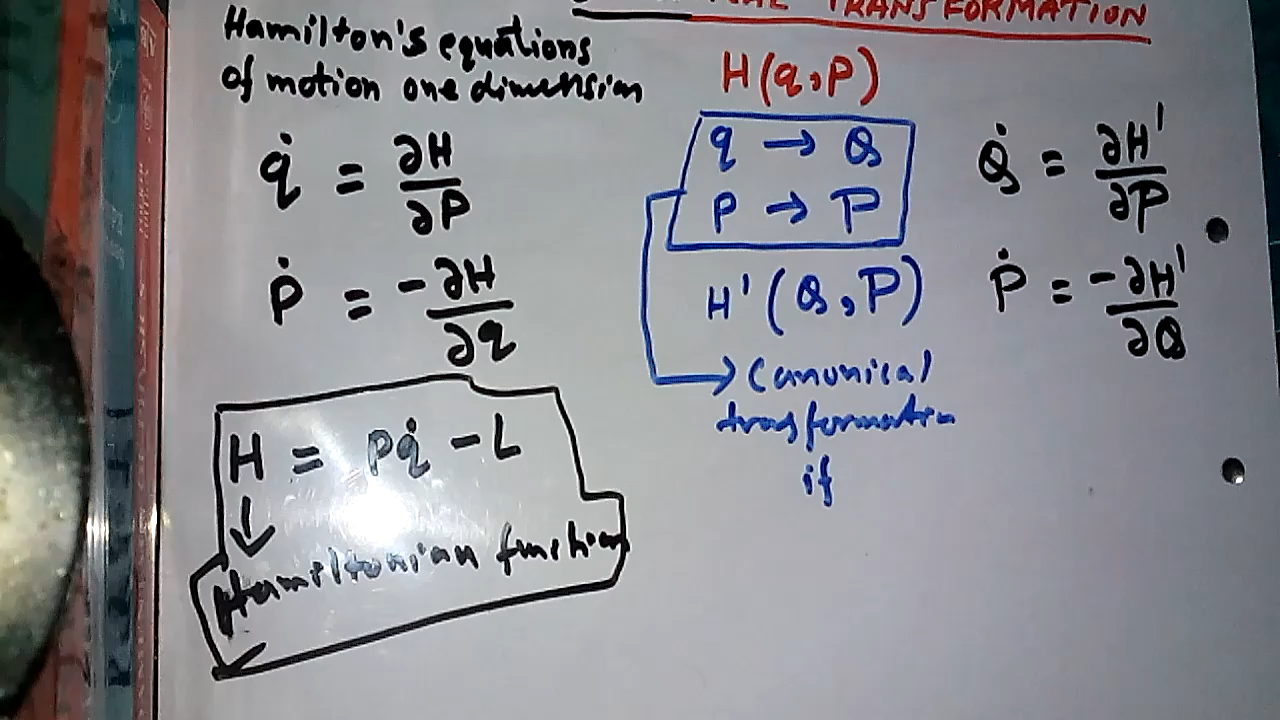 TRANSFORMATION
Hamilton's equations
of motion one dimension
q̇ = ∂H/∂P
Ṗ = -∂H/∂q
H = pq̇ - L
↓
Hamiltonian function
H(q,P)
q → Q
P → P
H'(Q,P)
→ Canonical
transformation
if
Q̇ = ∂H'/∂P
Ṗ = -∂H'/∂Q